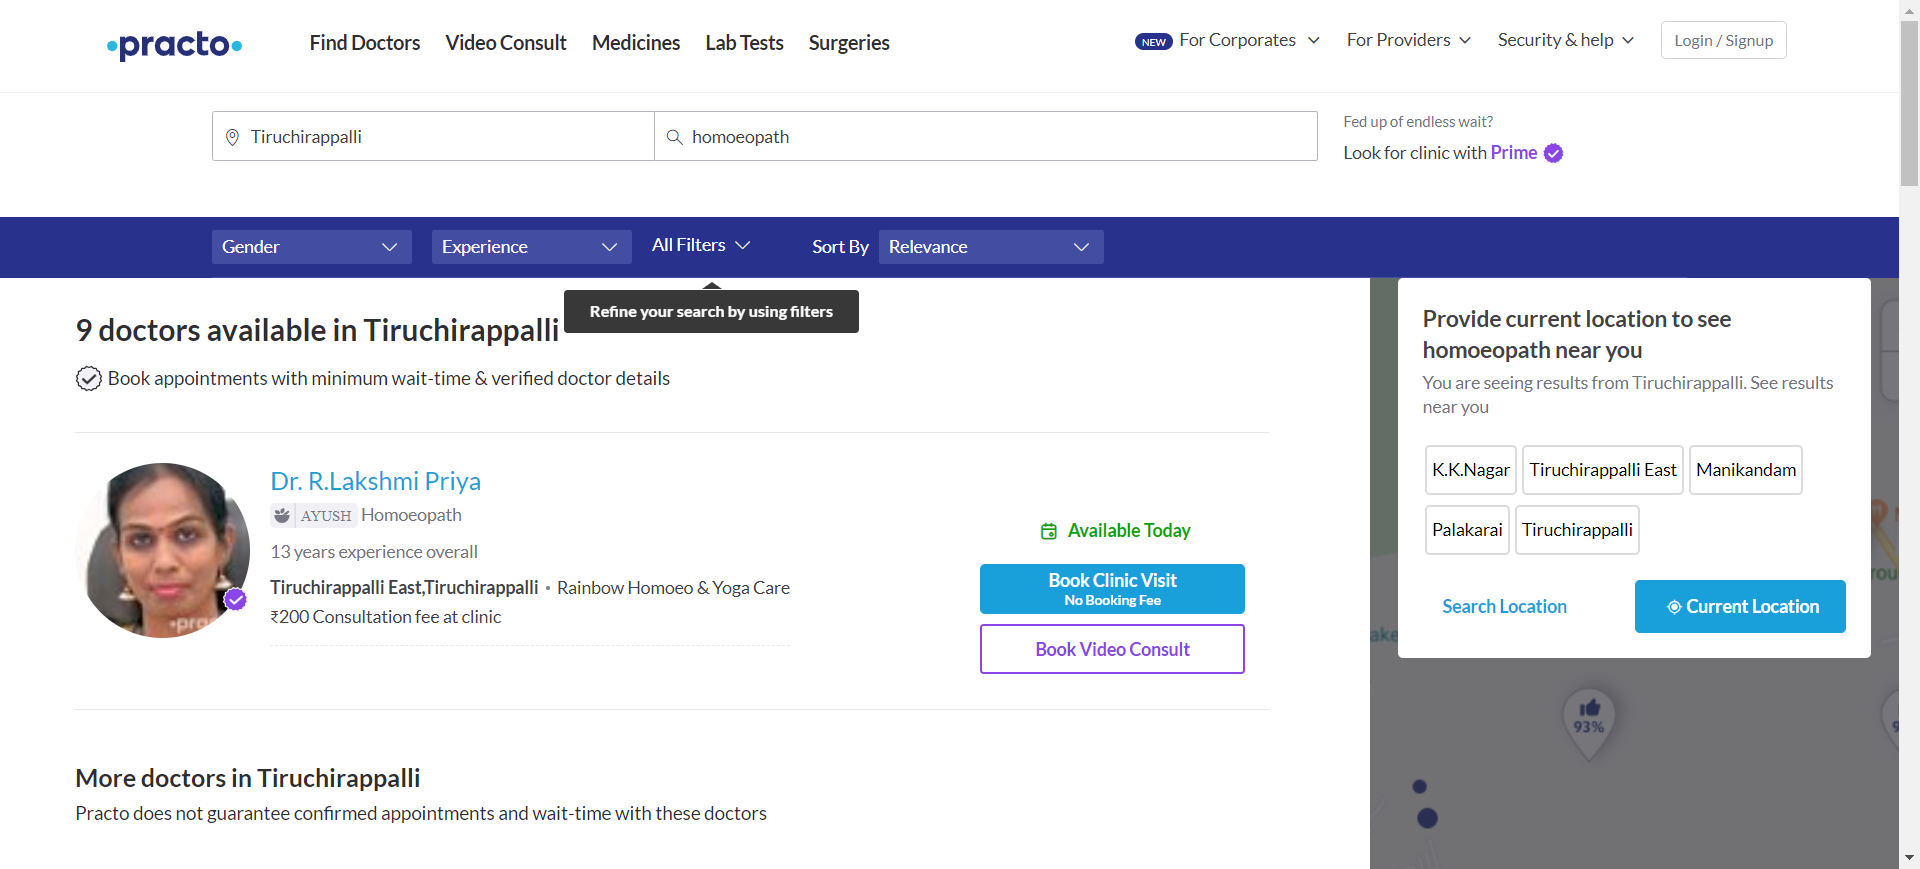 practo
Find Doctors
Video Consult
Medicines
Lab Tests
Surgeries
NEW For Corporates
For Providers
Security & help
Login / Signup
Tiruchirappalli
homoeopath
Fed up of endless wait?
Look for clinic with Prime
Gender
Experience
All Filters
Sort By
Relevance
Refine your search by using filters
9 doctors available in Tiruchirappalli
Book appointments with minimum wait-time & verified doctor details
Dr. R.Lakshmi Priya
AYUSH Homoeopath
13 years experience overall
Tiruchirappalli East,Tiruchirappalli • Rainbow Homoeo & Yoga Care
₹200 Consultation fee at clinic
Available Today
Book Clinic Visit
No Booking Fee
Book Video Consult
More doctors in Tiruchirappalli
Practo does not guarantee confirmed appointments and wait-time with these doctors
Provide current location to see
homoeopath near you
You are seeing results from Tiruchirappalli. See results
near you
K.K.Nagar
Tiruchirappalli East
Manikandam
Palakarai
Tiruchirappalli
Search Location
Current Location
93%